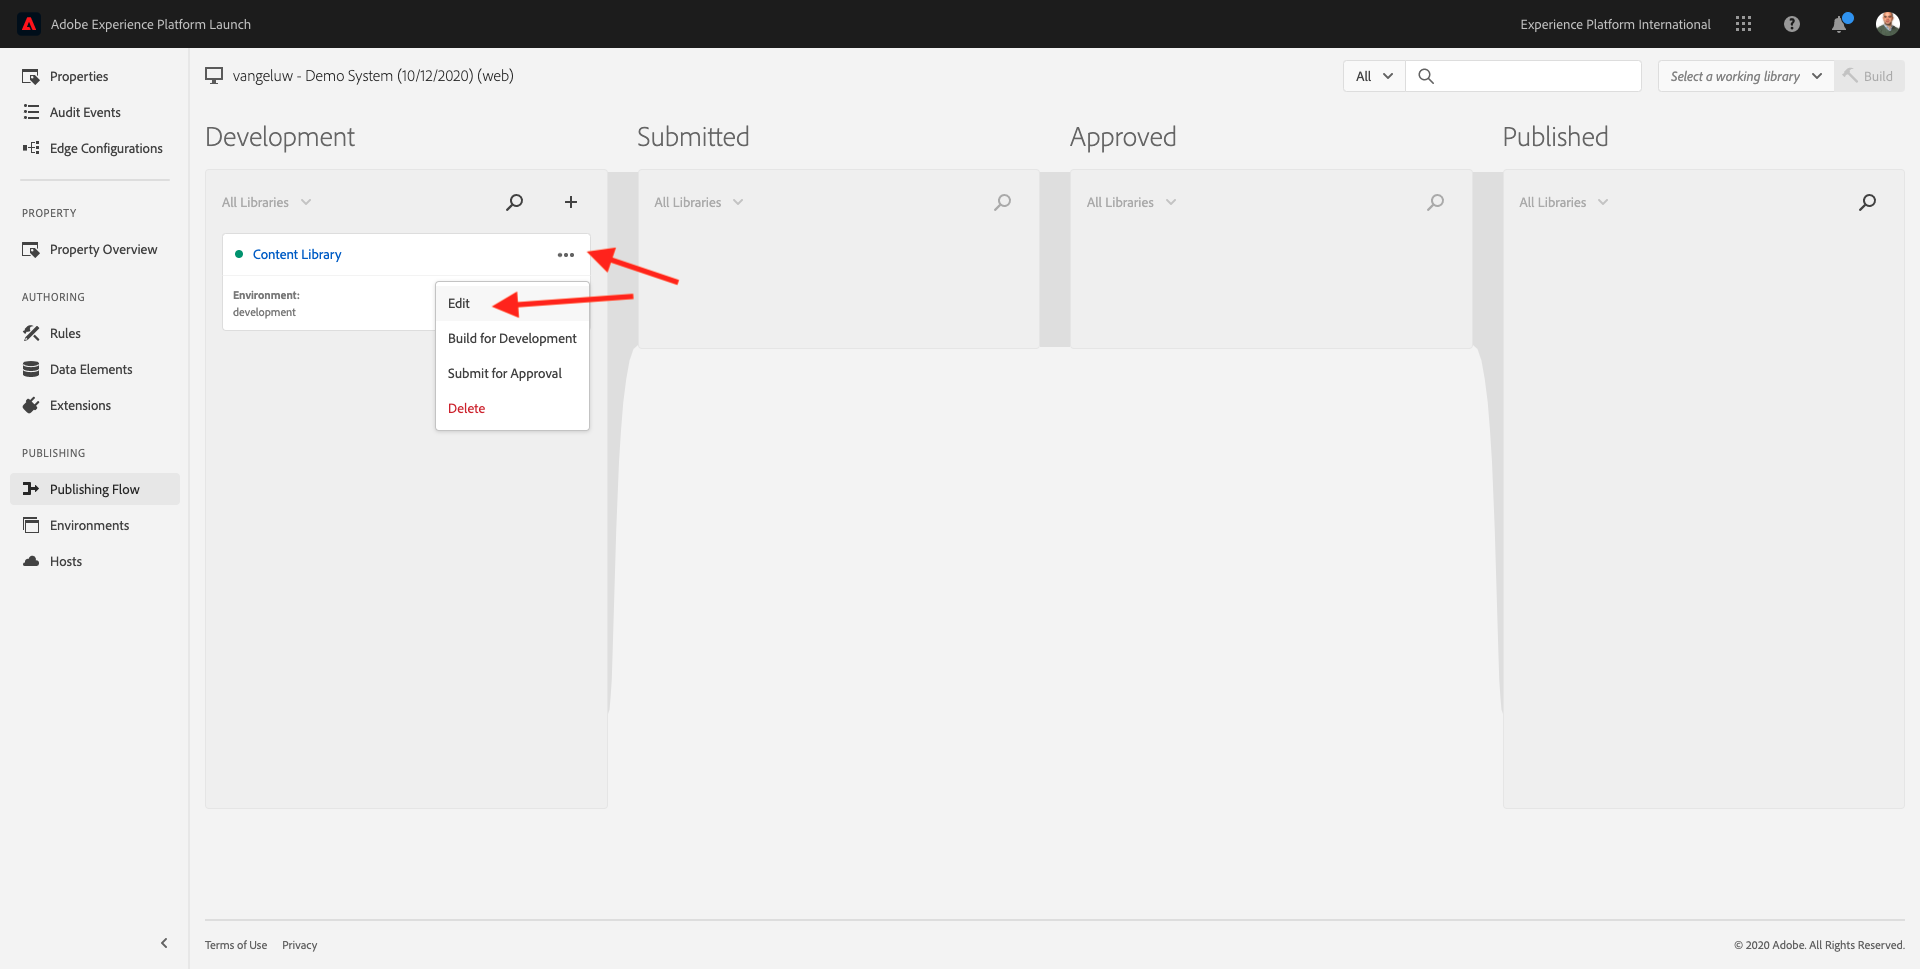 Adobe Experience Platform Launch
Experience Platform International
Properties
Audit Events
Edge Configurations
PROPERTY
Property Overview
AUTHORING
Rules
Data Elements
Extensions
PUBLISHING
Publishing Flow
Environments
Hosts
vangeluw - Demo System (10/12/2020) (web)
All
Select a working library
Build
Development
Submitted
Approved
Published
All Libraries
All Libraries
All Libraries
All Libraries
Content Library
Environment:
development
Edit
Build for Development
Submit for Approval
Delete
Terms of Use Privacy
© 2020 Adobe. All Rights Reserved.